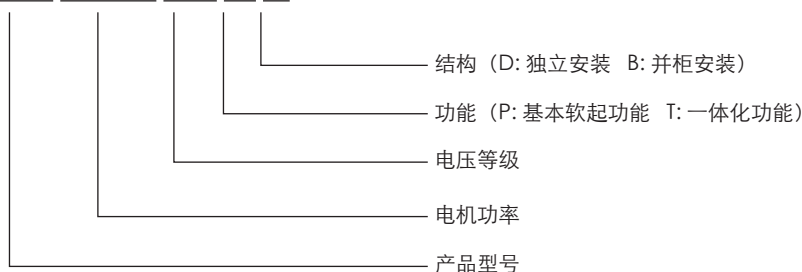 结构（D: 独立安装 B: 并柜安装）
功能（P: 基本软起功能 T: 一体化功能）
电压等级
电机功率
产品型号